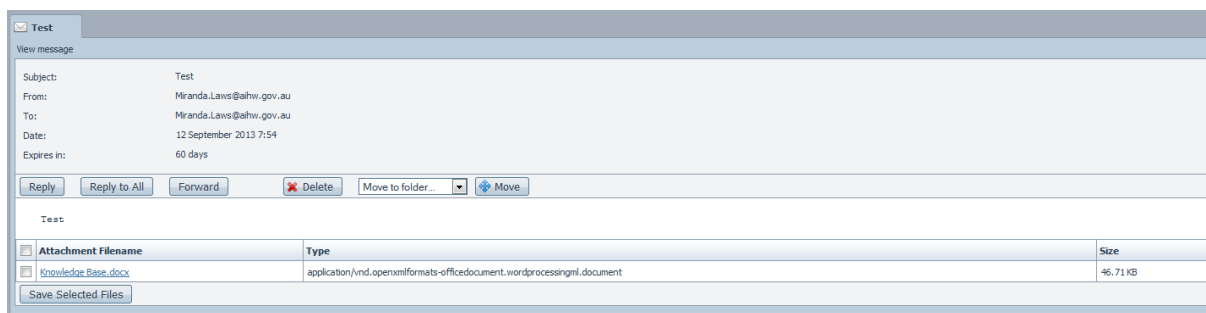 Test
View message
Subject: Test
From: Miranda.Laws@aihw.gov.au
To: Miranda.Laws@aihw.gov.au
Date: 12 September 2013 7:54
Expires in: 60 days
Reply Reply to All Forward Delete Move to folder... Move
Test
Attachment Filename Type Size
Knowledge Base.docx application/vnd.openxmlformats-officedocument.wordprocessingml.document 46.71 KB
Save Selected Files